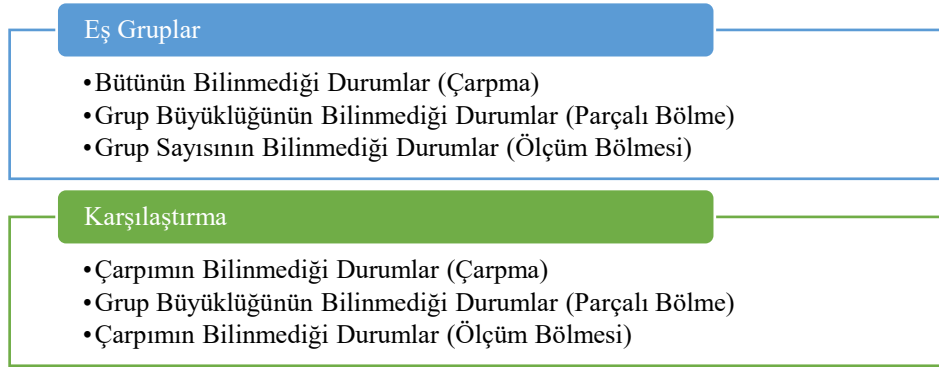 Eş Gruplar
•Bütünün Bilinmediği Durumlar (Çarpma)
•Grup Büyüklüğünün Bilinmediği Durumlar (Parçalı Bölme)
•Grup Sayısının Bilinmediği Durumlar (Ölçüm Bölmesi)
Karşılaştırma
•Çarpımın Bilinmediği Durumlar (Çarpma)
•Grup Büyüklüğünün Bilinmediği Durumlar (Parçalı Bölme)
•Çarpımın Bilinmediği Durumlar (Ölçüm Bölmesi)